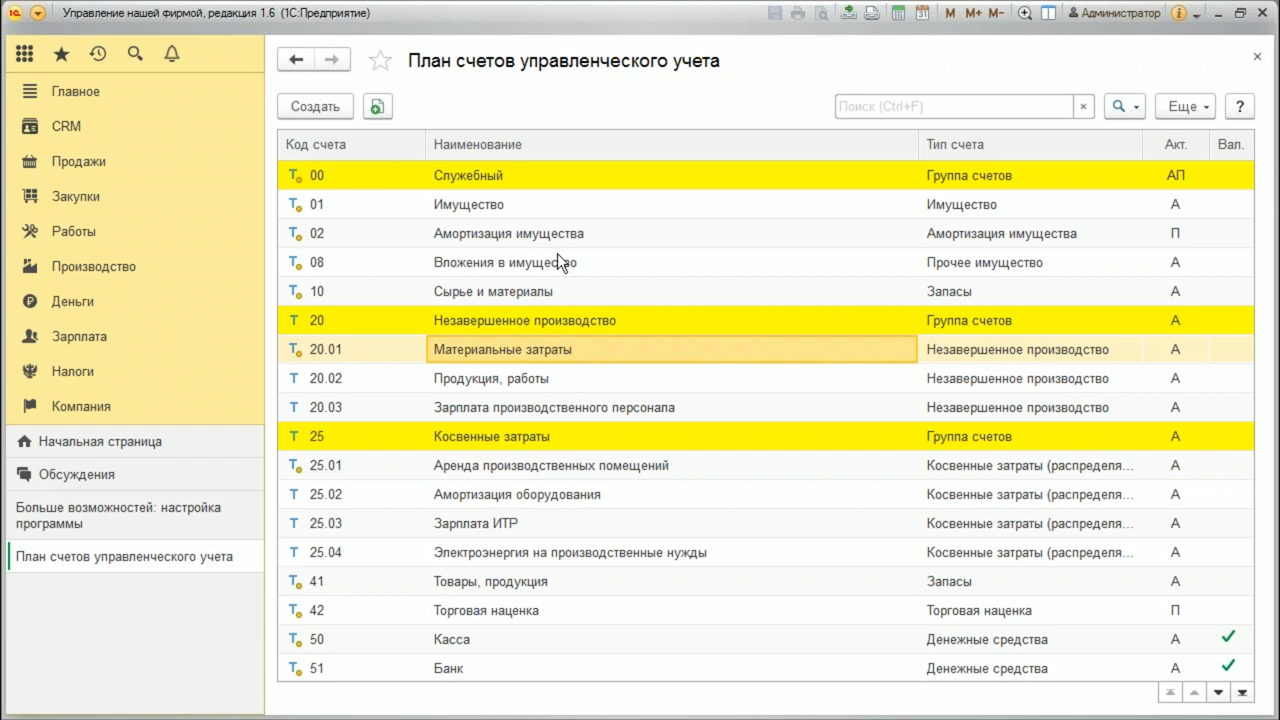 Управление нашей фирмой, редакция 1.6 (1С:Предприятие)
M M+ M- Администратор
Главное
CRM
Продажи
Закупки
Работы
Производство
Деньги
Зарплата
Налоги
Компания
Начальная страница
Обсуждения
Больше возможностей: настройка
программы
План счетов управленческого учета
План счетов управленческого учета
Создать Поиск (Ctrl+F) × Еще ?
Код счета Наименование Тип счета Акт. Вал.
00 Служебный Группа счетов АП
01 Имущество Имущество А
02 Амортизация имущества Амортизация имущества П
08 Вложения в имущество Прочее имущество А
10 Сырье и материалы Запасы А
20 Незавершенное производство Группа счетов А
20.01 Материальные затраты Незавершенное производство А
20.02 Продукция, работы Незавершенное производство А
20.03 Зарплата производственного персонала Незавершенное производство А
25 Косвенные затраты Группа счетов А
25.01 Аренда производственных помещений Косвенные затраты (распределя... А
25.02 Амортизация оборудования Косвенные затраты (распределя... А
25.03 Зарплата ИТР Косвенные затраты (распределя... А
25.04 Электроэнергия на производственные нужды Косвенные затраты (распределя... А
41 Товары, продукция Запасы А
42 Торговая наценка Торговая наценка П
50 Касса Денежные средства А
51 Банк Денежные средства А